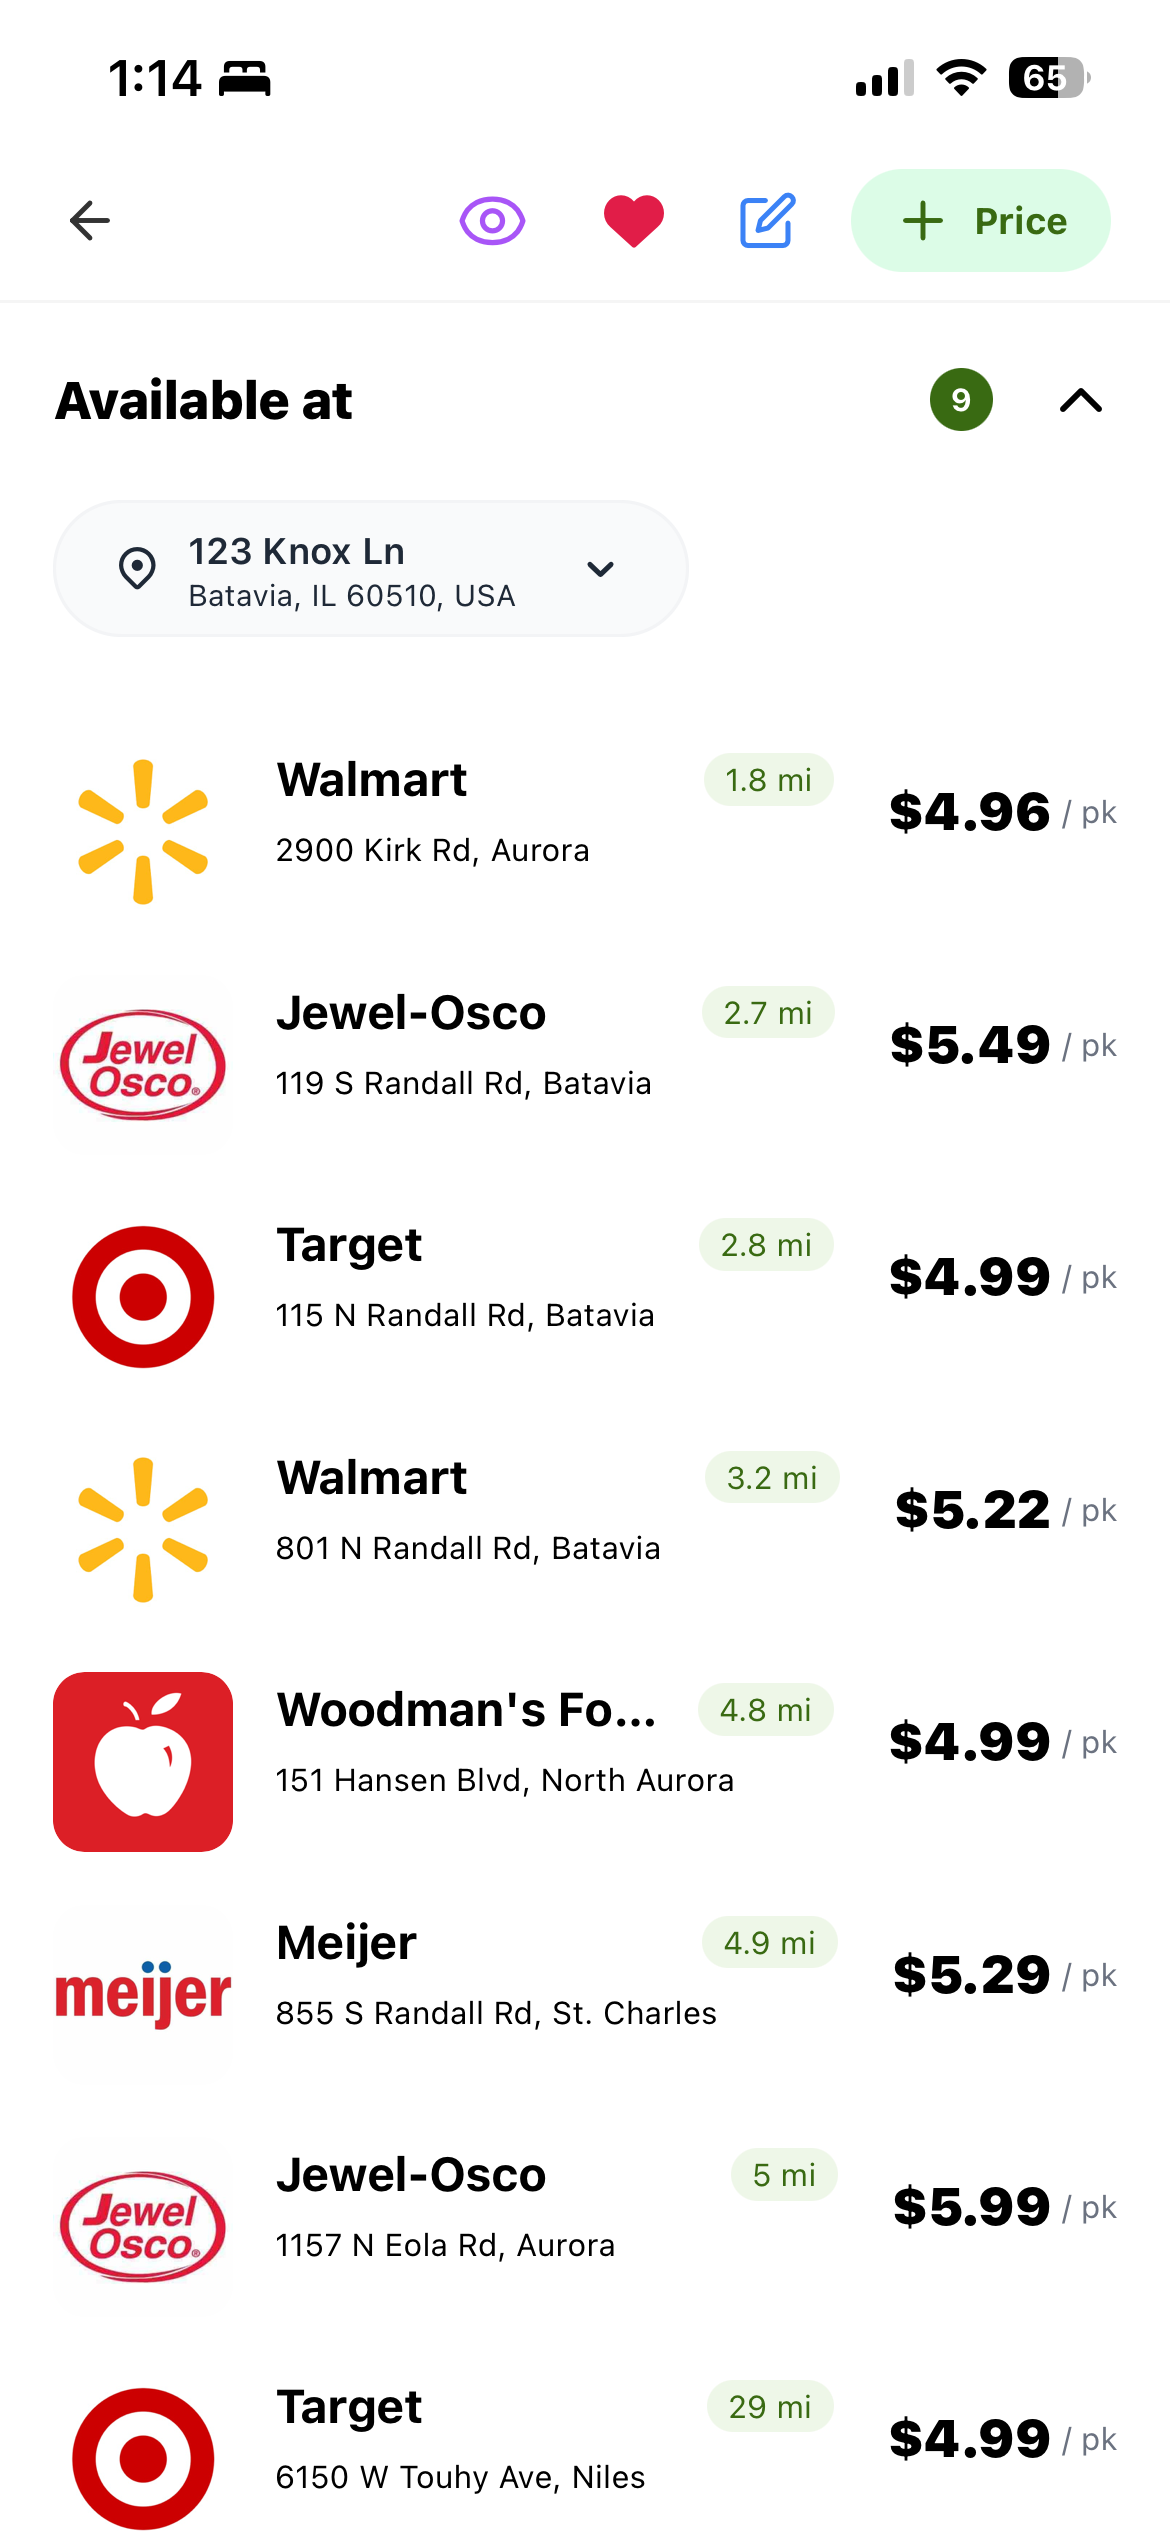 1:14
65
Price
Available at
9
123 Knox Ln
Batavia, IL 60510, USA
Walmart
1.8 mi
$4.96 / pk
2900 Kirk Rd, Aurora
Jewel Osco®
Jewel-Osco
2.7 mi
$5.49 / pk
119 S Randall Rd, Batavia
Target
2.8 mi
$4.99 / pk
115 N Randall Rd, Batavia
Walmart
3.2 mi
$5.22 / pk
801 N Randall Rd, Batavia
Woodman's Fo...
4.8 mi
$4.99 / pk
151 Hansen Blvd, North Aurora
meijer
Meijer
4.9 mi
$5.29 / pk
855 S Randall Rd, St. Charles
Jewel Osco®
Jewel-Osco
5 mi
$5.99 / pk
1157 N Eola Rd, Aurora
Target
29 mi
$4.99 / pk
6150 W Touhy Ave, Niles